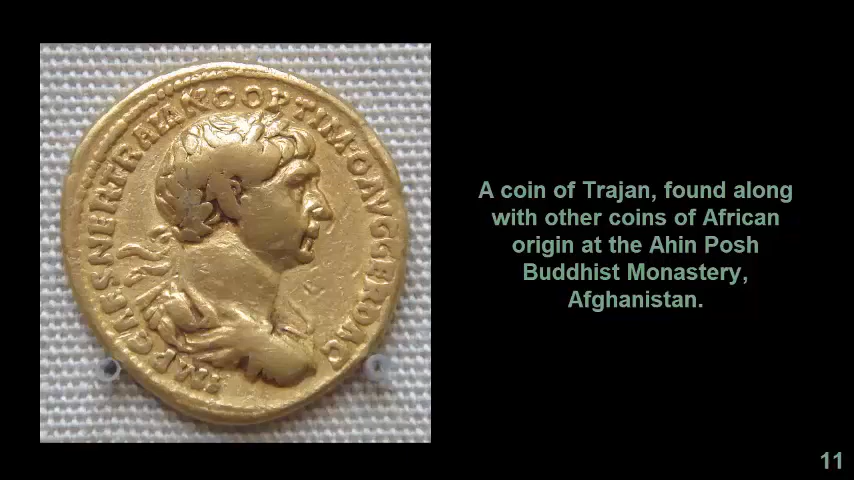 IMP CAES NER TRAIANO OPTIMO AVG GER DAC
A coin of Trajan, found along
with other coins of African
origin at the Ahin Posh
Buddhist Monastery,
Afghanistan.
11